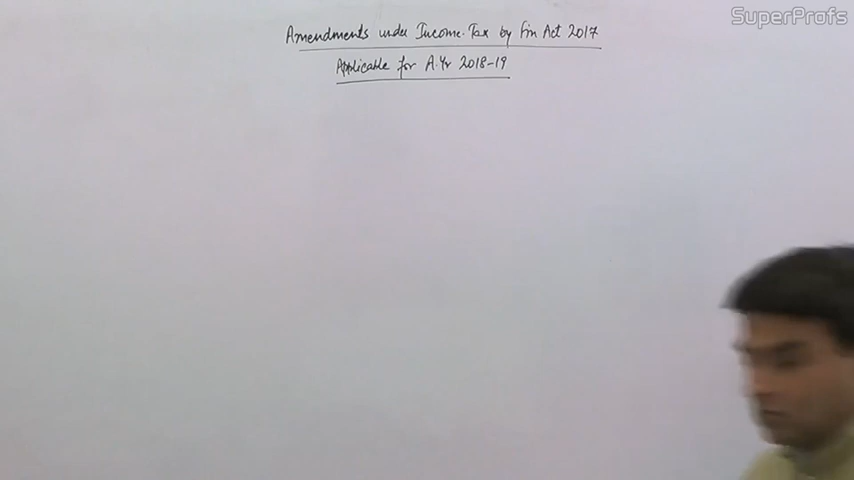 SuperProfs
Amendments under Income Tax by Fin Act 2017
Applicable for A.Yr 2018-19